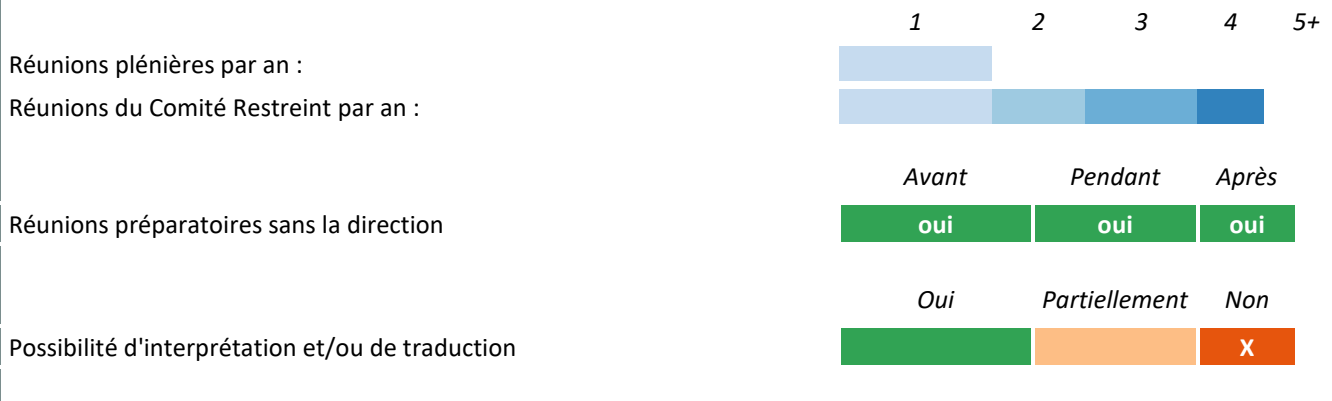 1 2 3 4 5+
Réunions plénières par an :
Réunions du Comité Restreint par an :
Avant Pendant Après
Réunions préparatoires sans la direction oui oui oui
Oui Partiellement Non
Possibilité d'interprétation et/ou de traduction X